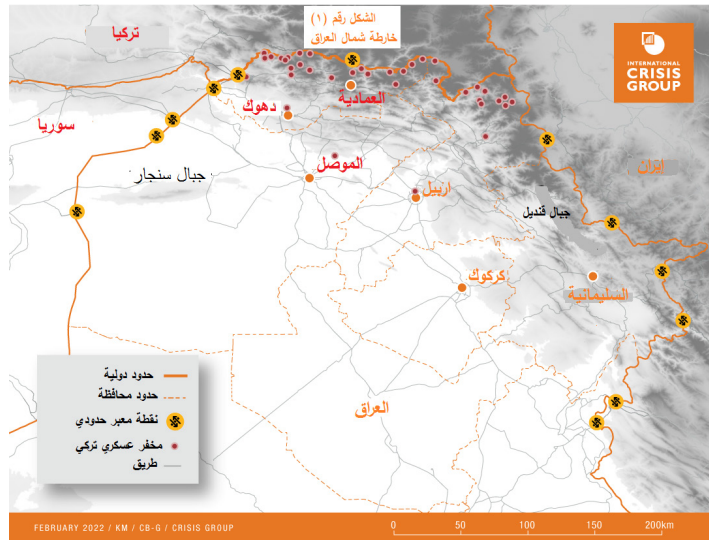 الشكل رقم (١)
خارطة شمال العراق
INTERNATIONAL
CRISIS
GROUP
تركيا
العمادية
دهوك
سوريا
الموصل
جبال سنجار
إيران
اربيل
جبال قنديل
كركوك
السليمانية
العراق
حدود دولية
حدود محافظة
نقطة معبر حدودي
مخفر عسكري تركي
طريق
FEBRUARY 2022 / KM / CB-G / CRISIS GROUP
0 50 100 150 200km